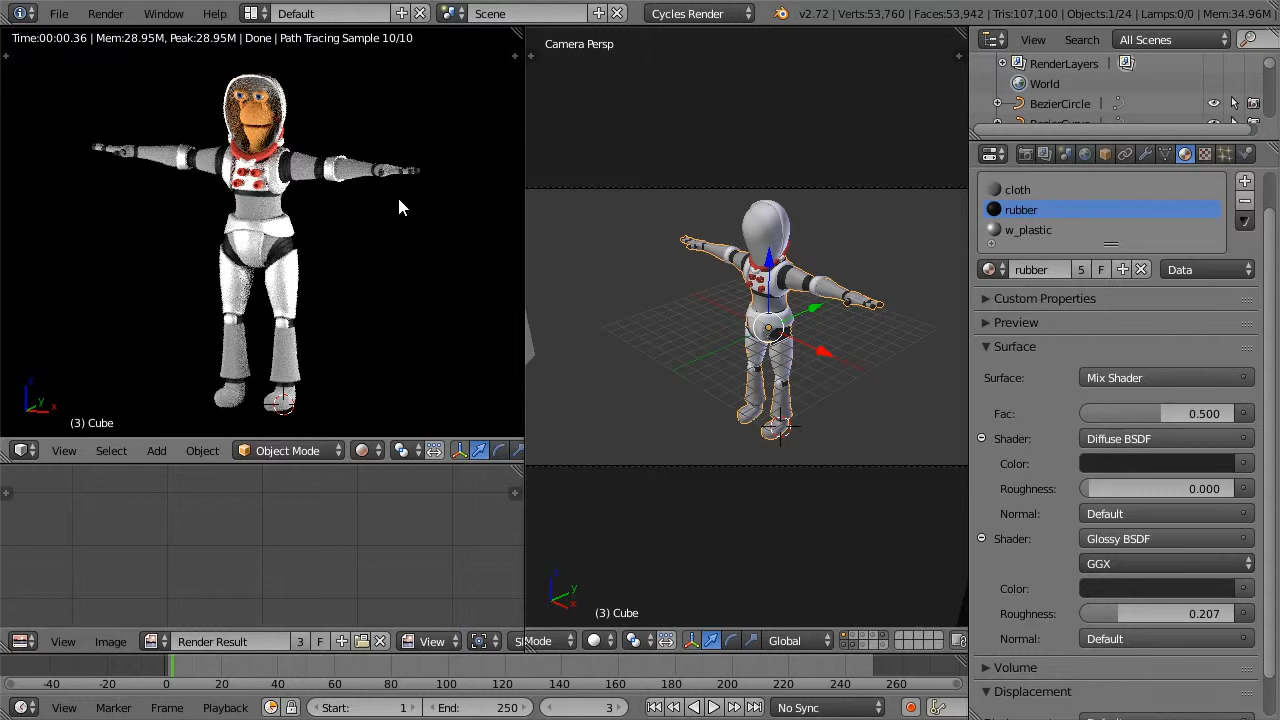 File Render Window Help Default Scene Cycles Render v2.72 | Verts:53,760 | Faces:53,942 | Tris:107,100 | Objects:1/24 | Lamps:0/0 | Mem:34.96M
Time:00:00.36 | Mem:28.95M, Peak:28.95M | Done | Path Tracing Sample 10/10
Camera Persp
View Search All Scenes
RenderLayers
World
BezierCircle
cloth
rubber
w_plastic
rubber 5 F Data
Custom Properties
Preview
Surface
Surface: Mix Shader
Fac: 0.500
Shader: Diffuse BSDF
Color:
Roughness: 0.000
Normal: Default
Shader: Glossy BSDF
GGX
Color:
Roughness: 0.207
Normal: Default
Volume
Displacement
z
y
x
(3) Cube
View Select Add Object Object Mode
z
y
x
(3) Cube
View Image Render Result 3 F View Mode Global
-40 -20 0 20 40 60 80 100 120 140 160 180 200 220 240 260
View Marker Frame Playback Start: 1 End: 250 3 No Sync